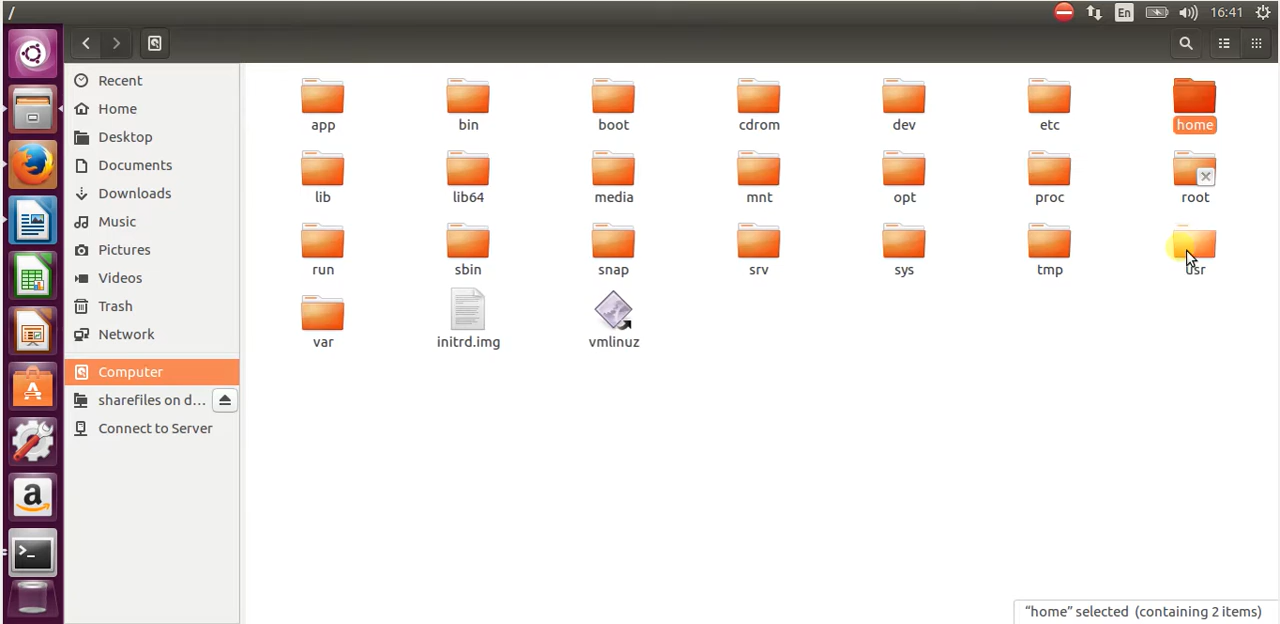 /
En
16:41
Recent
Home
Desktop
Documents
Downloads
Music
Pictures
Videos
Trash
Network
Computer
sharefiles on d...
Connect to Server
app bin boot cdrom dev etc home
lib lib64 media mnt opt proc root
run sbin snap srv sys tmp usr
var initrd.img vmlinuz
“home” selected (containing 2 items)
A
a
>_